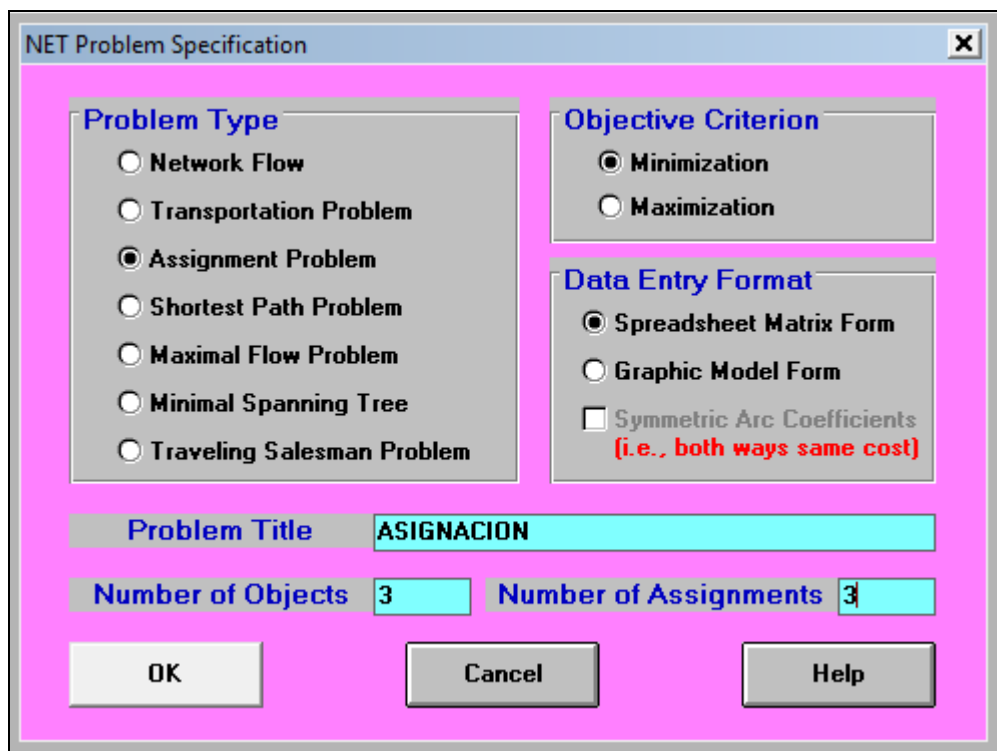 NET Problem Specification
Problem Type
Network Flow
Transportation Problem
Assignment Problem
Shortest Path Problem
Maximal Flow Problem
Minimal Spanning Tree
Traveling Salesman Problem
Objective Criterion
Minimization
Maximization
Data Entry Format
Spreadsheet Matrix Form
Graphic Model Form
Symmetric Arc Coefficients
(i.e., both ways same cost)
Problem Title ASIGNACION
Number of Objects 3 Number of Assignments 3
OK Cancel Help